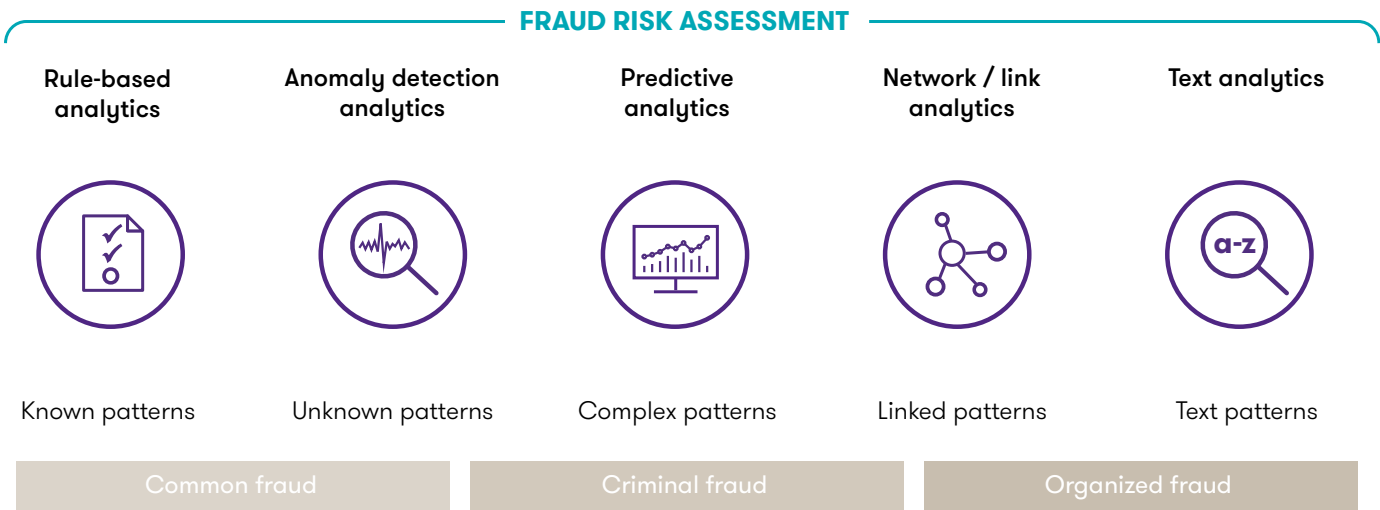 FRAUD RISK ASSESSMENT
Rule-based
analytics
Anomaly detection
analytics
Predictive
analytics
Network / link
analytics
Text analytics
a-z
Known patterns
Unknown patterns
Complex patterns
Linked patterns
Text patterns
Common fraud
Criminal fraud
Organized fraud